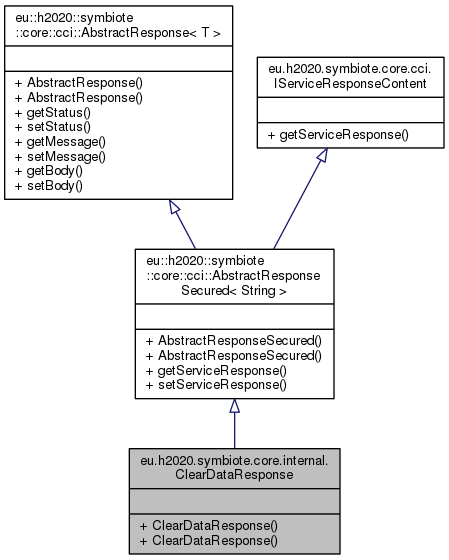 eu::h2020::symbiote
::core::cci::AbstractResponse< T >
+ AbstractResponse()
+ AbstractResponse()
+ getStatus()
+ setStatus()
+ getMessage()
+ setMessage()
+ getBody()
+ setBody()
eu.h2020.symbiote.core.cci.
IServiceResponseContent
+ getServiceResponse()
eu::h2020::symbiote
::core::cci::AbstractResponse
Secured< String >
+ AbstractResponseSecured()
+ AbstractResponseSecured()
+ getServiceResponse()
+ setServiceResponse()
eu.h2020.symbiote.core.internal.
ClearDataResponse
+ ClearDataResponse()
+ ClearDataResponse()